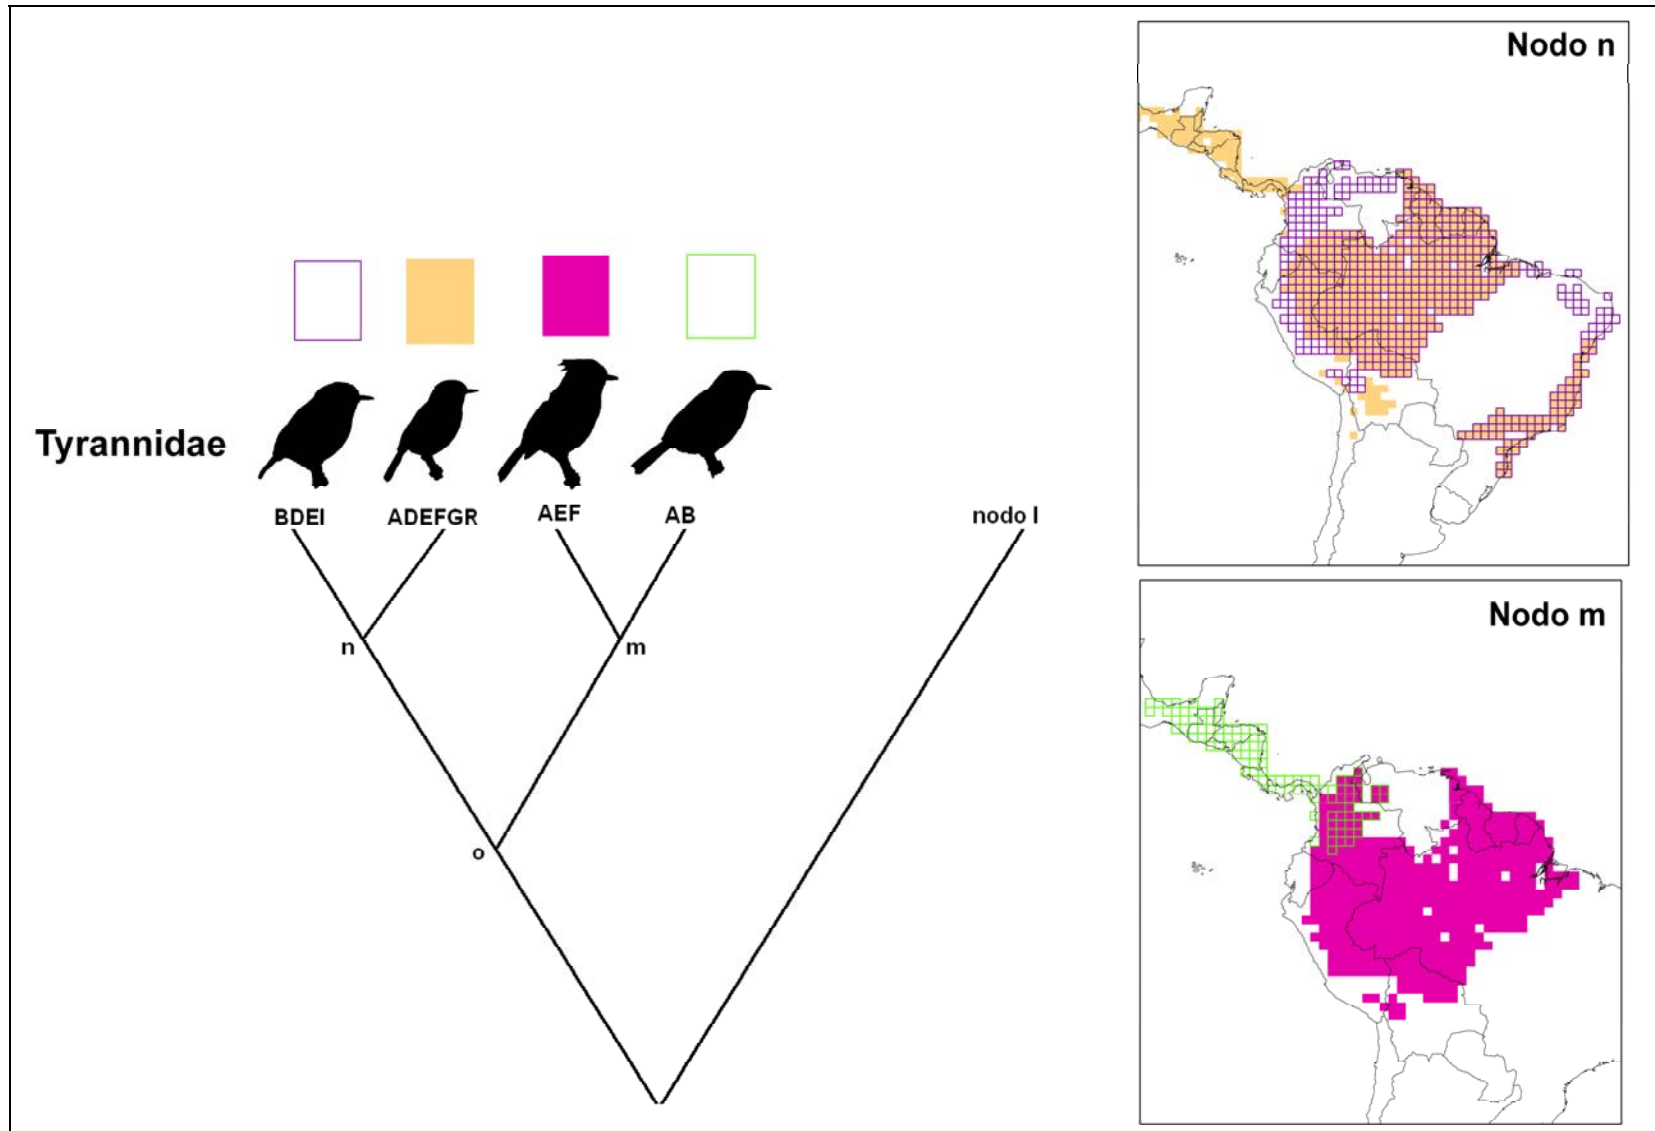 Nodo n
Tyrannidae
BDEI
ADEFGR
AEF
AB
nodo l
n
m
o
Nodo m